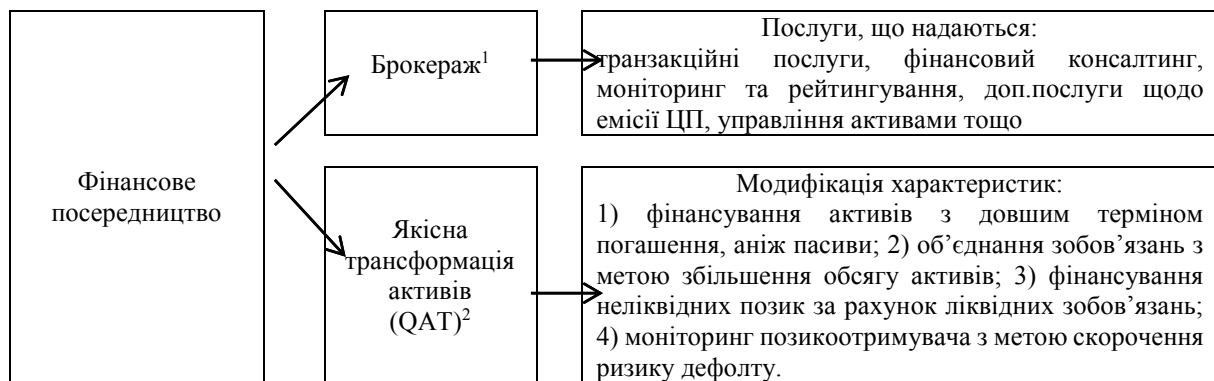 Фінансове
посередництво
Брокераж¹
Послуги, що надаються:
транзакційні послуги, фінансовий консалтинг,
моніторинг та рейтингування, доп.послуги щодо
емісії ЦП, управління активами тощо
Якісна
трансформація
активів
(QAT)²
Модифікація характеристик:
1) фінансування активів з довшим терміном
погашення, аніж пасиви; 2) об’єднання зобов’язань з
метою збільшення обсягу активів; 3) фінансування
неліквідних позик за рахунок ліквідних зобов’язань;
4) моніторинг позикоотримувача з метою скорочення
ризику дефолту.